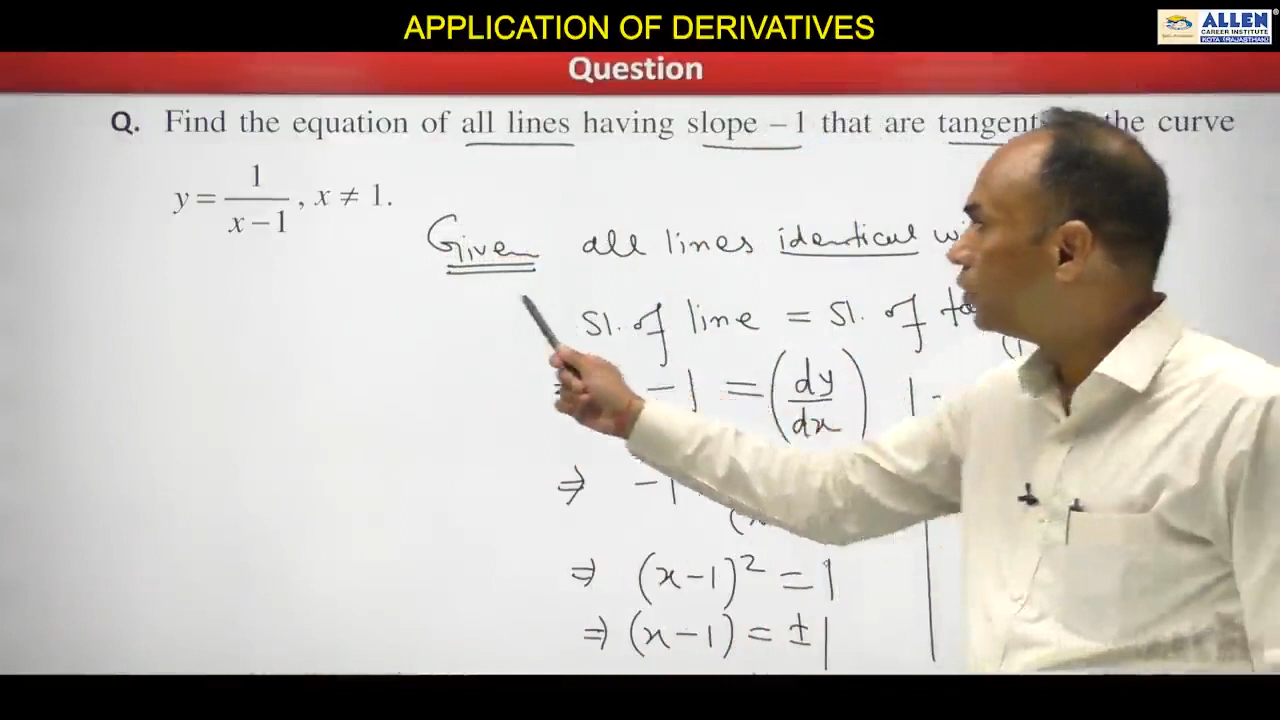 APPLICATION OF DERIVATIVES
ALLEN
CAREER INSTITUTE
KOTA (RAJASTHAN)
Question
Q. Find the equation of all lines having slope –1 that are tangent the curve
y = 1/(x – 1), x ≠ 1.
Given all lines identical
Sl. of line = Sl. of
–1 = (dy/dx)
⇒ –1
⇒ (x–1)² = 1
⇒ (x–1) = ±1